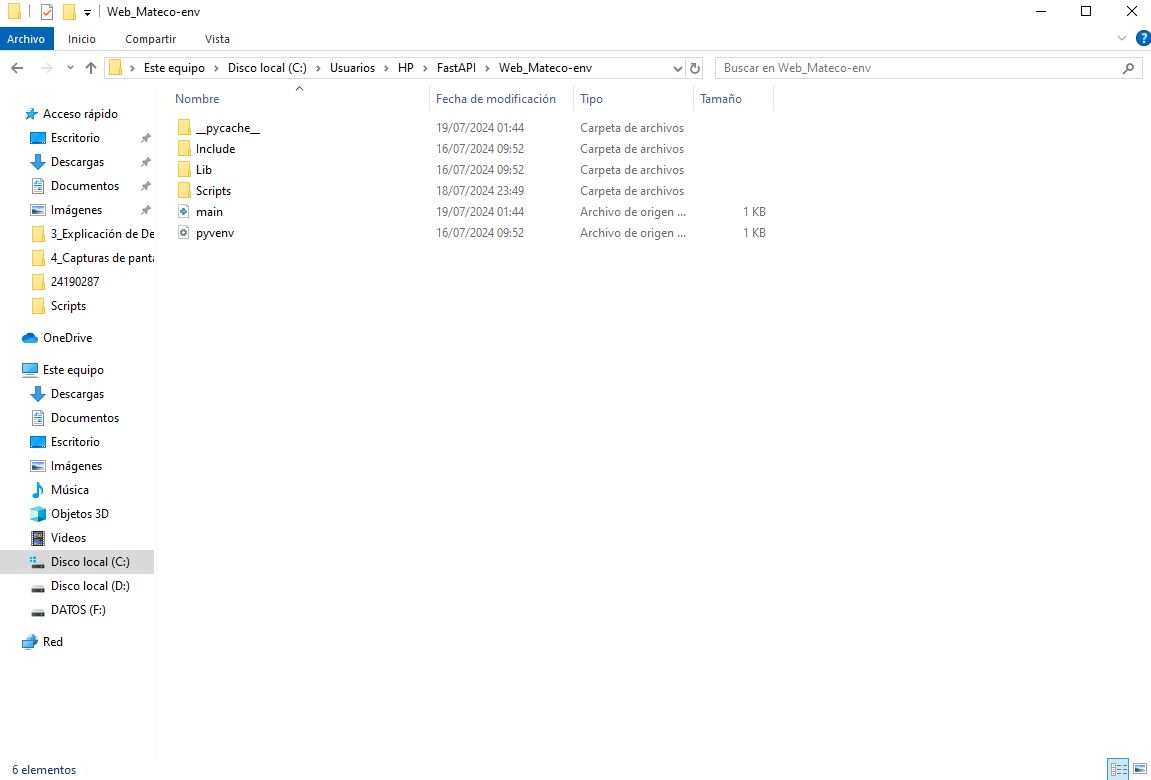 Web_Mateco-env
Archivo Inicio Compartir Vista
Este equipo Disco local (C:) Usuarios HP FastAPI Web_Mateco-env Buscar en Web_Mateco-env
Nombre Fecha de modificación Tipo Tamaño
__pycache__ 19/07/2024 01:44 Carpeta de archivos
Include 16/07/2024 09:52 Carpeta de archivos
Lib 16/07/2024 09:52 Carpeta de archivos
Scripts 18/07/2024 23:49 Carpeta de archivos
main 19/07/2024 01:44 Archivo de origen ... 1 KB
pyvenv 16/07/2024 09:52 Archivo de origen ... 1 KB
Acceso rápido
Escritorio
Descargas
Documentos
Imágenes
3_Explicación de De
4_Capturas de panta
24190287
Scripts
OneDrive
Este equipo
Descargas
Documentos
Escritorio
Imágenes
Música
Objetos 3D
Videos
Disco local (C:)
Disco local (D:)
DATOS (F:)
Red
6 elementos